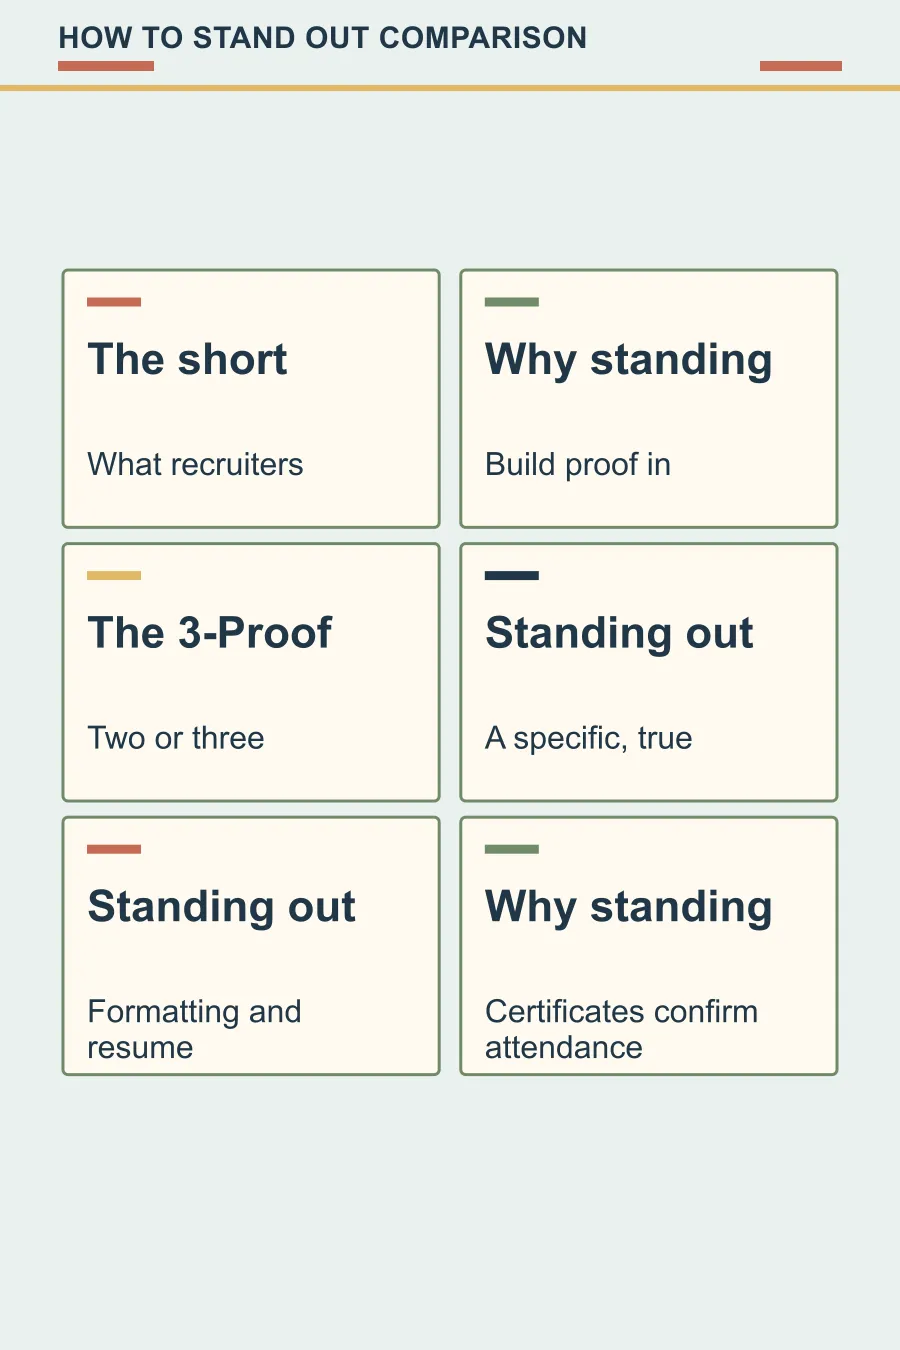 HOW TO STAND OUT COMPARISON
The short
What recruiters
Why standing
Build proof in
The 3-Proof
Two or three
Standing out
A specific, true
Standing out
Formatting and
resume
Why standing
Certificates confirm
attendance